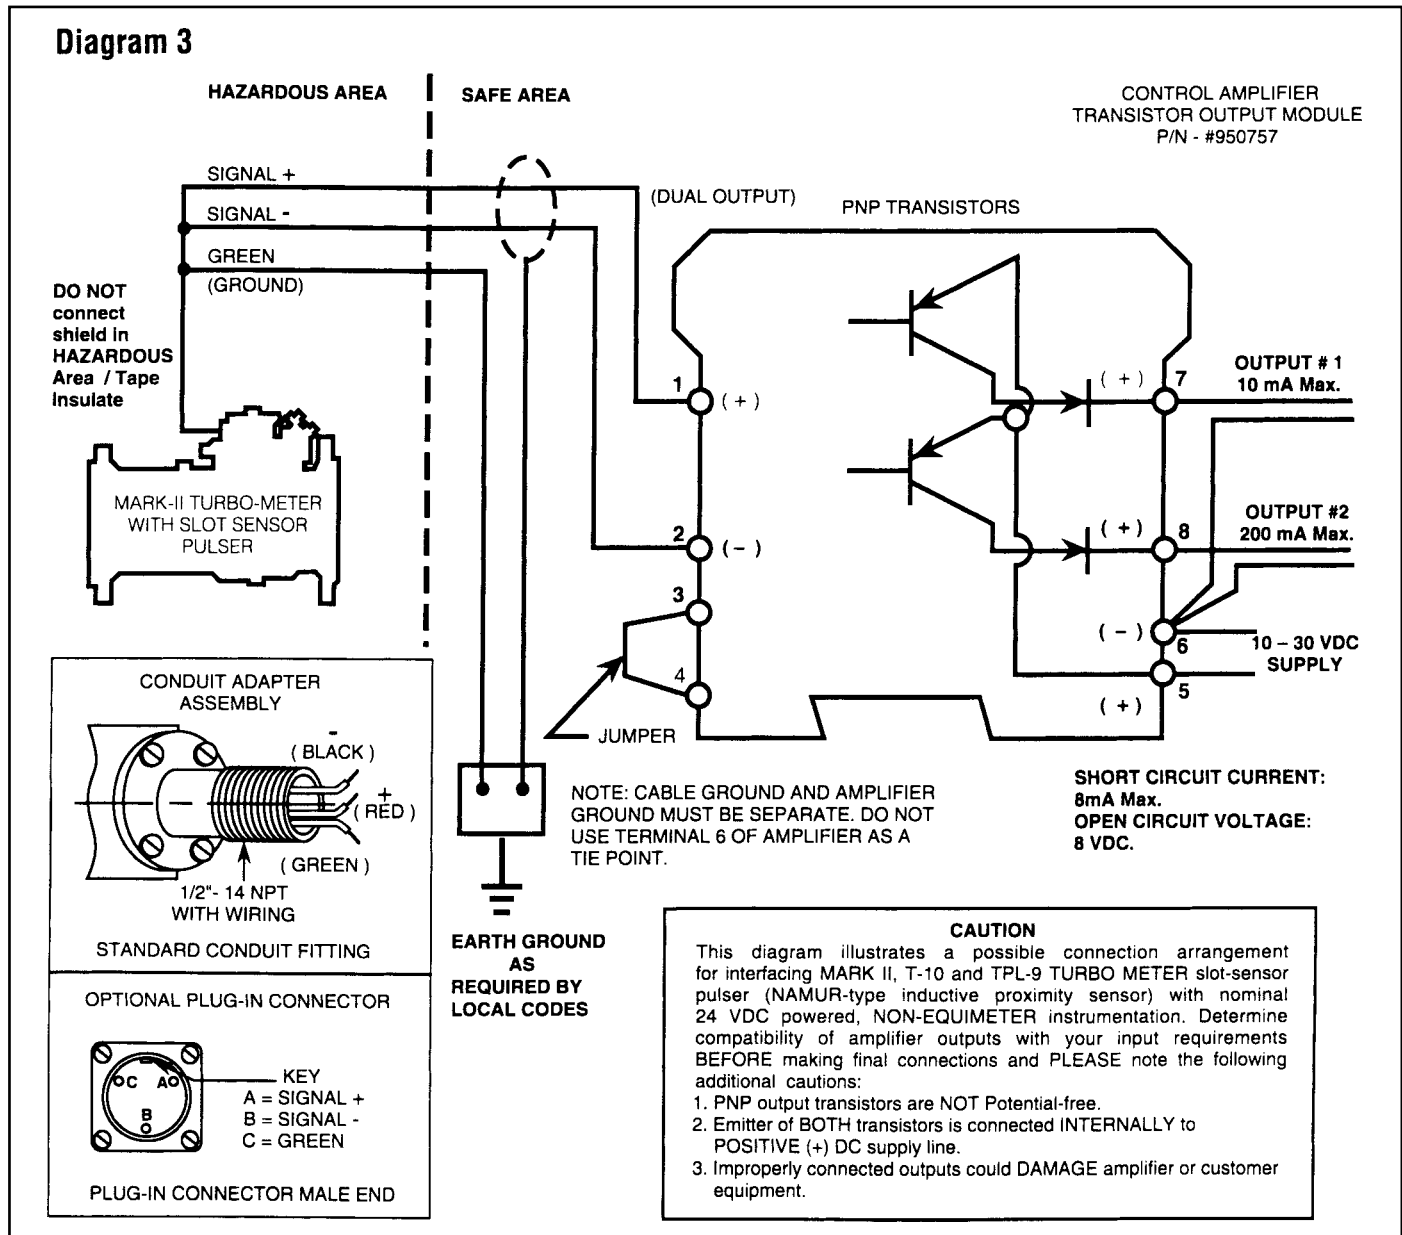 Diagram 3
HAZARDOUS AREA
SAFE AREA
CONTROL AMPLIFIER
TRANSISTOR OUTPUT MODULE
P/N - #950757
SIGNAL +
SIGNAL -
GREEN
(GROUND)
(DUAL OUTPUT)
PNP TRANSISTORS
DO NOT
connect
shield in
HAZARDOUS
Area / Tape
Insulate
MARK-II TURBO-METER
WITH SLOT SENSOR
PULSER
1
(+)
2
(-)
3
4
JUMPER
(+)
7
OUTPUT # 1
10 mA Max.
(+)
8
OUTPUT #2
200 mA Max.
(-)
6
10 – 30 VDC
SUPPLY
5
(+)
NOTE: CABLE GROUND AND AMPLIFIER
GROUND MUST BE SEPARATE. DO NOT
USE TERMINAL 6 OF AMPLIFIER AS A
TIE POINT.
SHORT CIRCUIT CURRENT:
8mA Max.
OPEN CIRCUIT VOLTAGE:
8 VDC.
EARTH GROUND
AS
REQUIRED BY
LOCAL CODES
CONDUIT ADAPTER
ASSEMBLY
-
( BLACK )
+
( RED )
( GREEN )
1/2"- 14 NPT
WITH WIRING
STANDARD CONDUIT FITTING
OPTIONAL PLUG-IN CONNECTOR
C
A
B
KEY
A = SIGNAL +
B = SIGNAL -
C = GREEN
PLUG-IN CONNECTOR MALE END
CAUTION
This diagram illustrates a possible connection arrangement
for interfacing MARK II, T-10 and TPL-9 TURBO METER slot-sensor
pulser (NAMUR-type inductive proximity sensor) with nominal
24 VDC powered, NON-EQUIMETER instrumentation. Determine
compatibility of amplifier outputs with your input requirements
BEFORE making final connections and PLEASE note the following
additional cautions:
1. PNP output transistors are NOT Potential-free.
2. Emitter of BOTH transistors is connected INTERNALLY to
POSITIVE (+) DC supply line.
3. Improperly connected outputs could DAMAGE amplifier or customer
equipment.